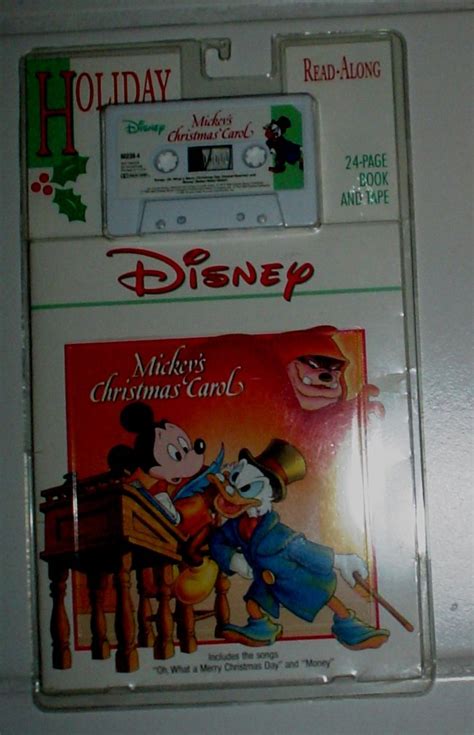 HOLIDAY
READ-ALONG
24-PAGE
BOOK
AND TAPE
DISNEY
Mickey's
Christmas Carol
DISNEY
Mickey's
Christmas Carol
Includes the songs
"Oh, What a Merry Christmas Day" and "Money"